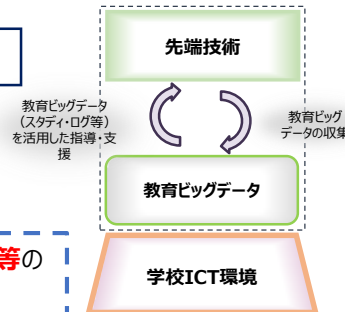 先端技術
教育ビッグデータ
（スタディ・ログ等）
を活用した指導・支
援
教育ビッグ
データの収集
教育ビッグデータ
等の
学校ICT環境